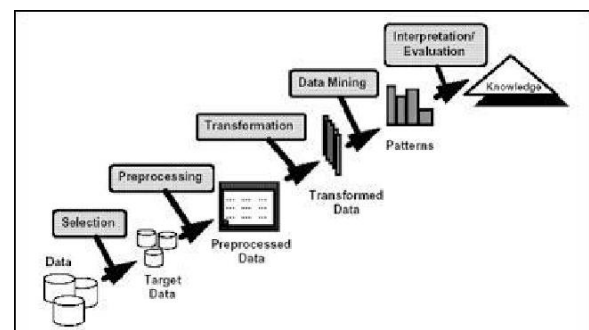 Interpretation/
Evaluation
Data Mining
Knowledge
Transformation
Patterns
Preprocessing
Transformed
Data
Selection
Preprocessed
Data
Data
Target
Data